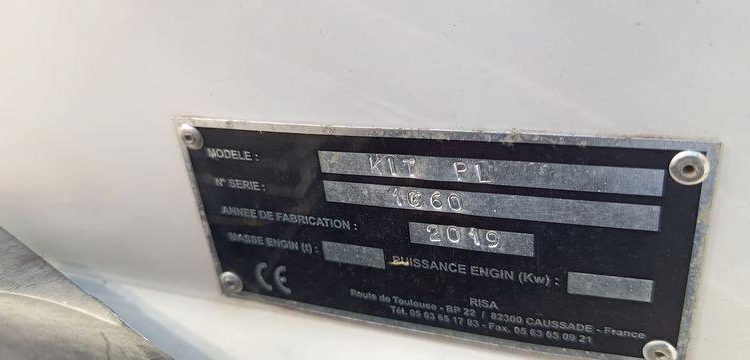 MODELE : KIT PL
N° SERIE : 1660
ANNEE DE FABRICATION : 2019
MASSE ENGIN (t) : PUISSANCE ENGIN (Kw) :
CE
RISA
Route de Toulouse - BP 22 / 82300 CAUSSADE - France
Tél. 05 63 65 17 83 - Fax. 05 63 65 09 21